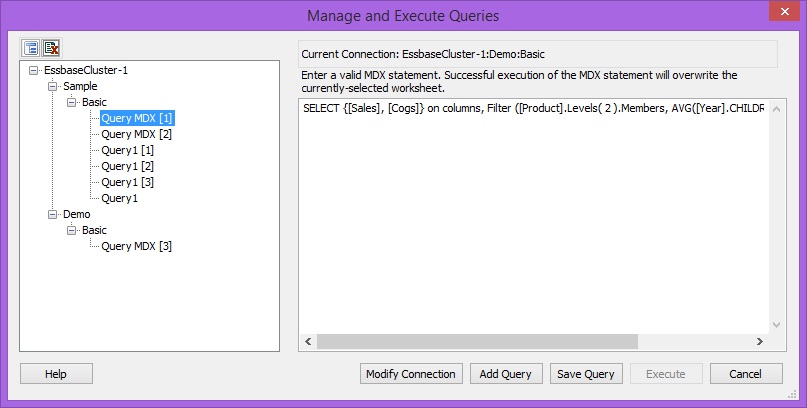 Manage and Execute Queries
EssbaseCluster-1
Sample
Basic
Query MDX [1]
Query MDX [2]
Query1 [1]
Query1 [2]
Query1 [3]
Query1
Demo
Basic
Query MDX [3]
Current Connection: EssbaseCluster-1:Demo:Basic
Enter a valid MDX statement. Successful execution of the MDX statement will overwrite the
currently-selected worksheet.
SELECT {[Sales], [Cogs]} on columns, Filter ([Product].Levels( 2 ).Members, AVG([Year].CHILDR
Help
Modify Connection
Add Query
Save Query
Execute
Cancel